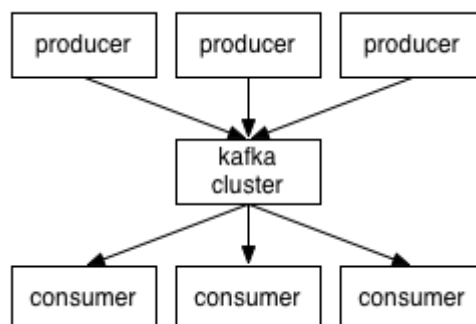 producer
producer
producer
kafka
cluster
consumer
consumer
consumer